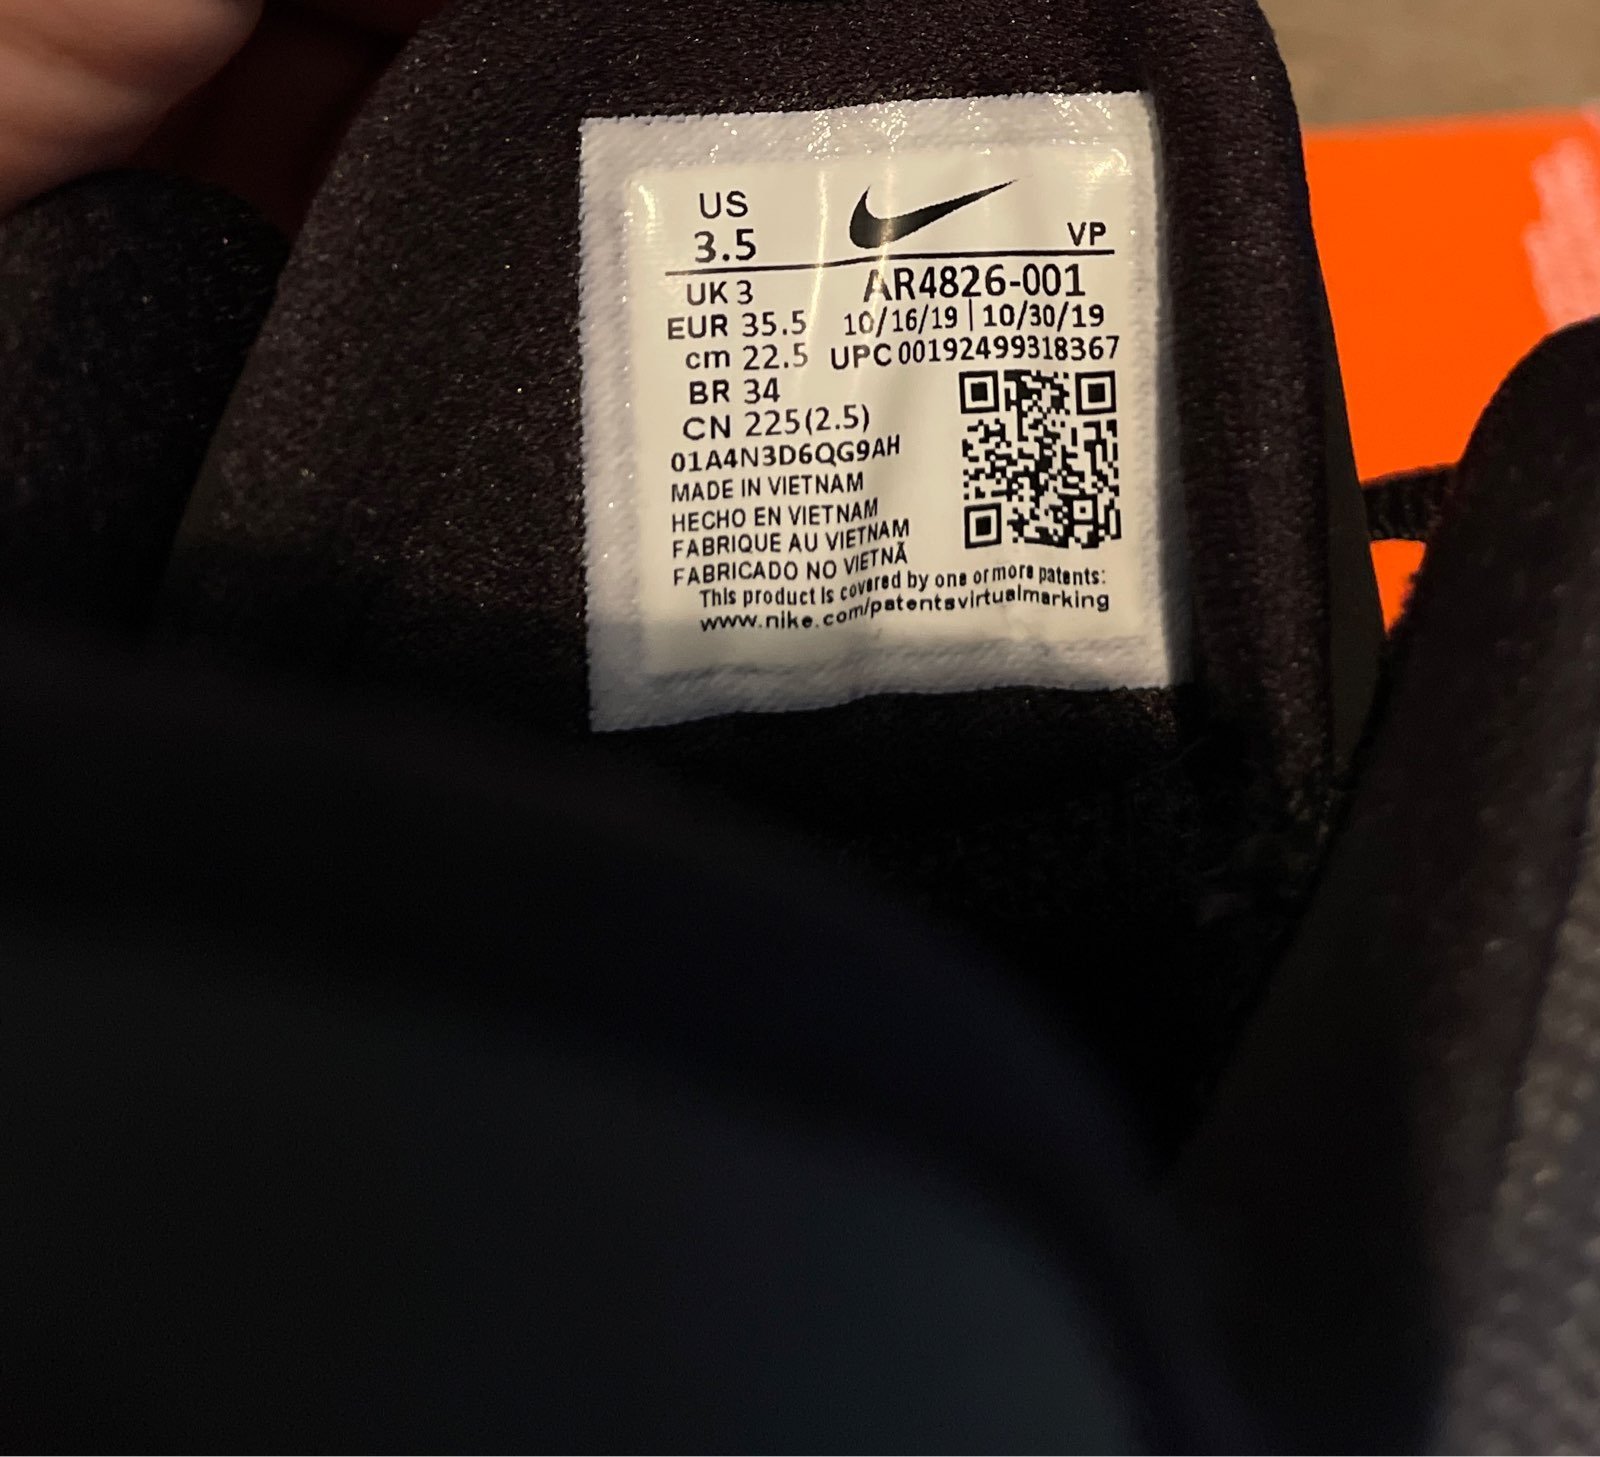 US
3.5
VP
UK 3
AR4826-001
EUR 35.5
10/16/19 | 10/30/19
cm 22.5
UPC 00192499318367
BR 34
CN 225(2.5)
01A4N3D6QG9AH
MADE IN VIETNAM
HECHO EN VIETNAM
FABRIQUE AU VIETNAM
FABRICADO NO VIETNÃ
This product is covered by one or more patents:
www.nike.com/patentsvirtualmarking